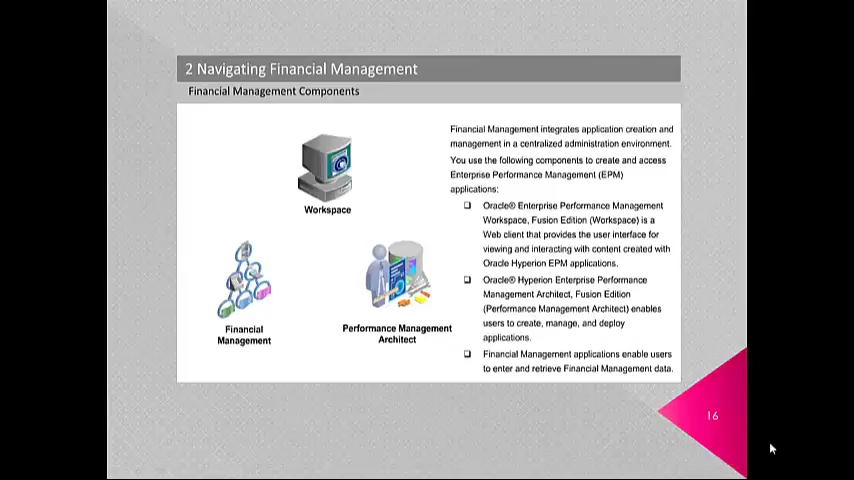 2 Navigating Financial Management
Financial Management Components
Workspace
Financial
Management
Performance Management
Architect
Financial Management integrates application creation and
management in a centralized administration environment.
You use the following components to create and access
Enterprise Performance Management (EPM)
applications:
❑ Oracle® Enterprise Performance Management
Workspace, Fusion Edition (Workspace) is a
Web client that provides the user interface for
viewing and interacting with content created with
Oracle Hyperion EPM applications.
❑ Oracle® Hyperion Enterprise Performance
Management Architect, Fusion Edition
(Performance Management Architect) enables
users to create, manage, and deploy
applications.
❑ Financial Management applications enable users
to enter and retrieve Financial Management data.
16